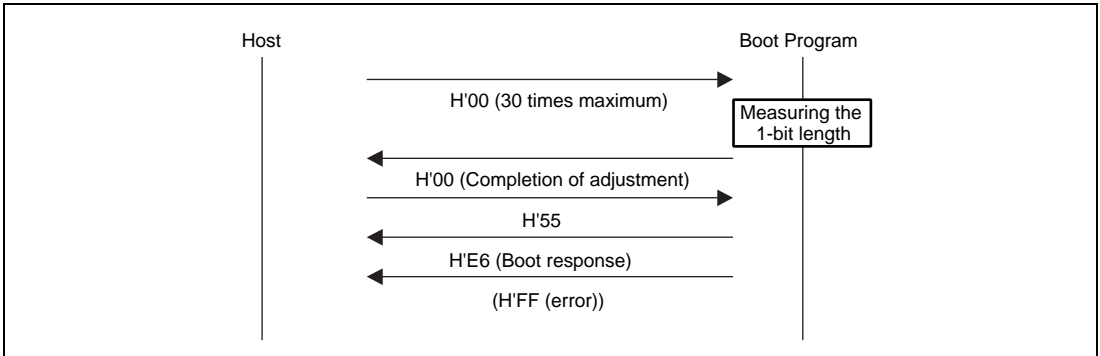 Host
Boot Program
H'00 (30 times maximum)
Measuring the
1-bit length
H'00 (Completion of adjustment)
H'55
H'E6 (Boot response)
(H'FF (error))